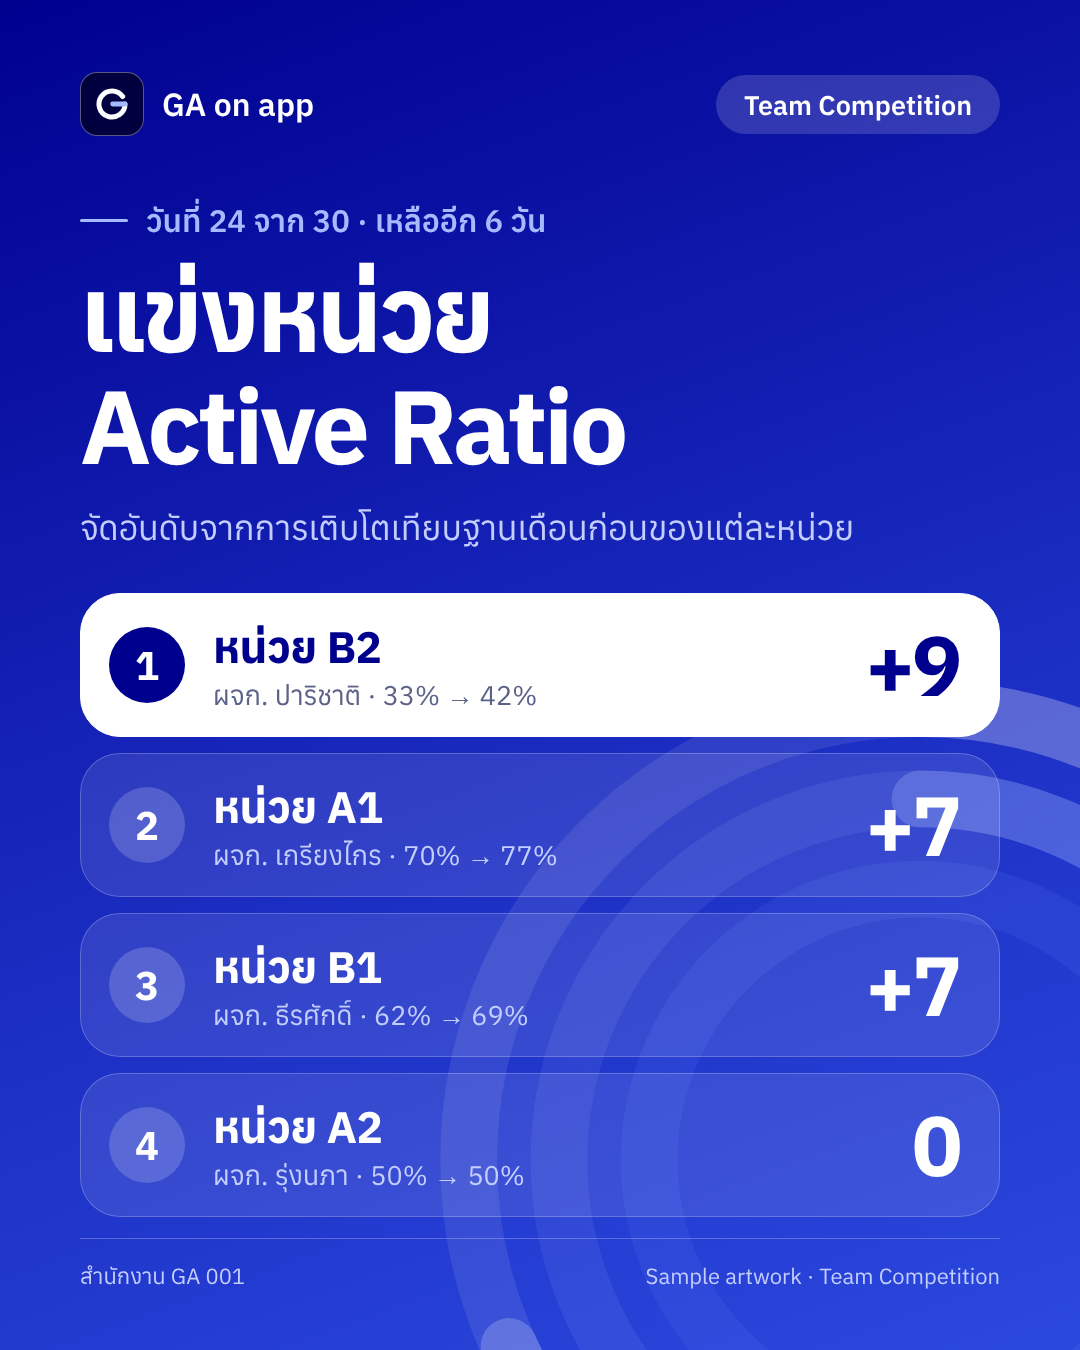 GA on app
Team Competition
วันที่ 24 จาก 30 · เหลืออีก 6 วัน
แข่งหน่วย
Active Ratio
จัดอันดับจากการเติบโตเทียบฐานเดือนก่อนของแต่ละหน่วย
1
หน่วย B2
ผจก. ปาริชาติ · 33% → 42%
+9
2
หน่วย A1
ผจก. เกรียงไกร · 70% → 77%
+7
3
หน่วย B1
ผจก. ธีรศักดิ์ · 62% → 69%
+7
4
หน่วย A2
ผจก. รุ่งนภา · 50% → 50%
0
สำนักงาน GA 001
Sample artwork · Team Competition